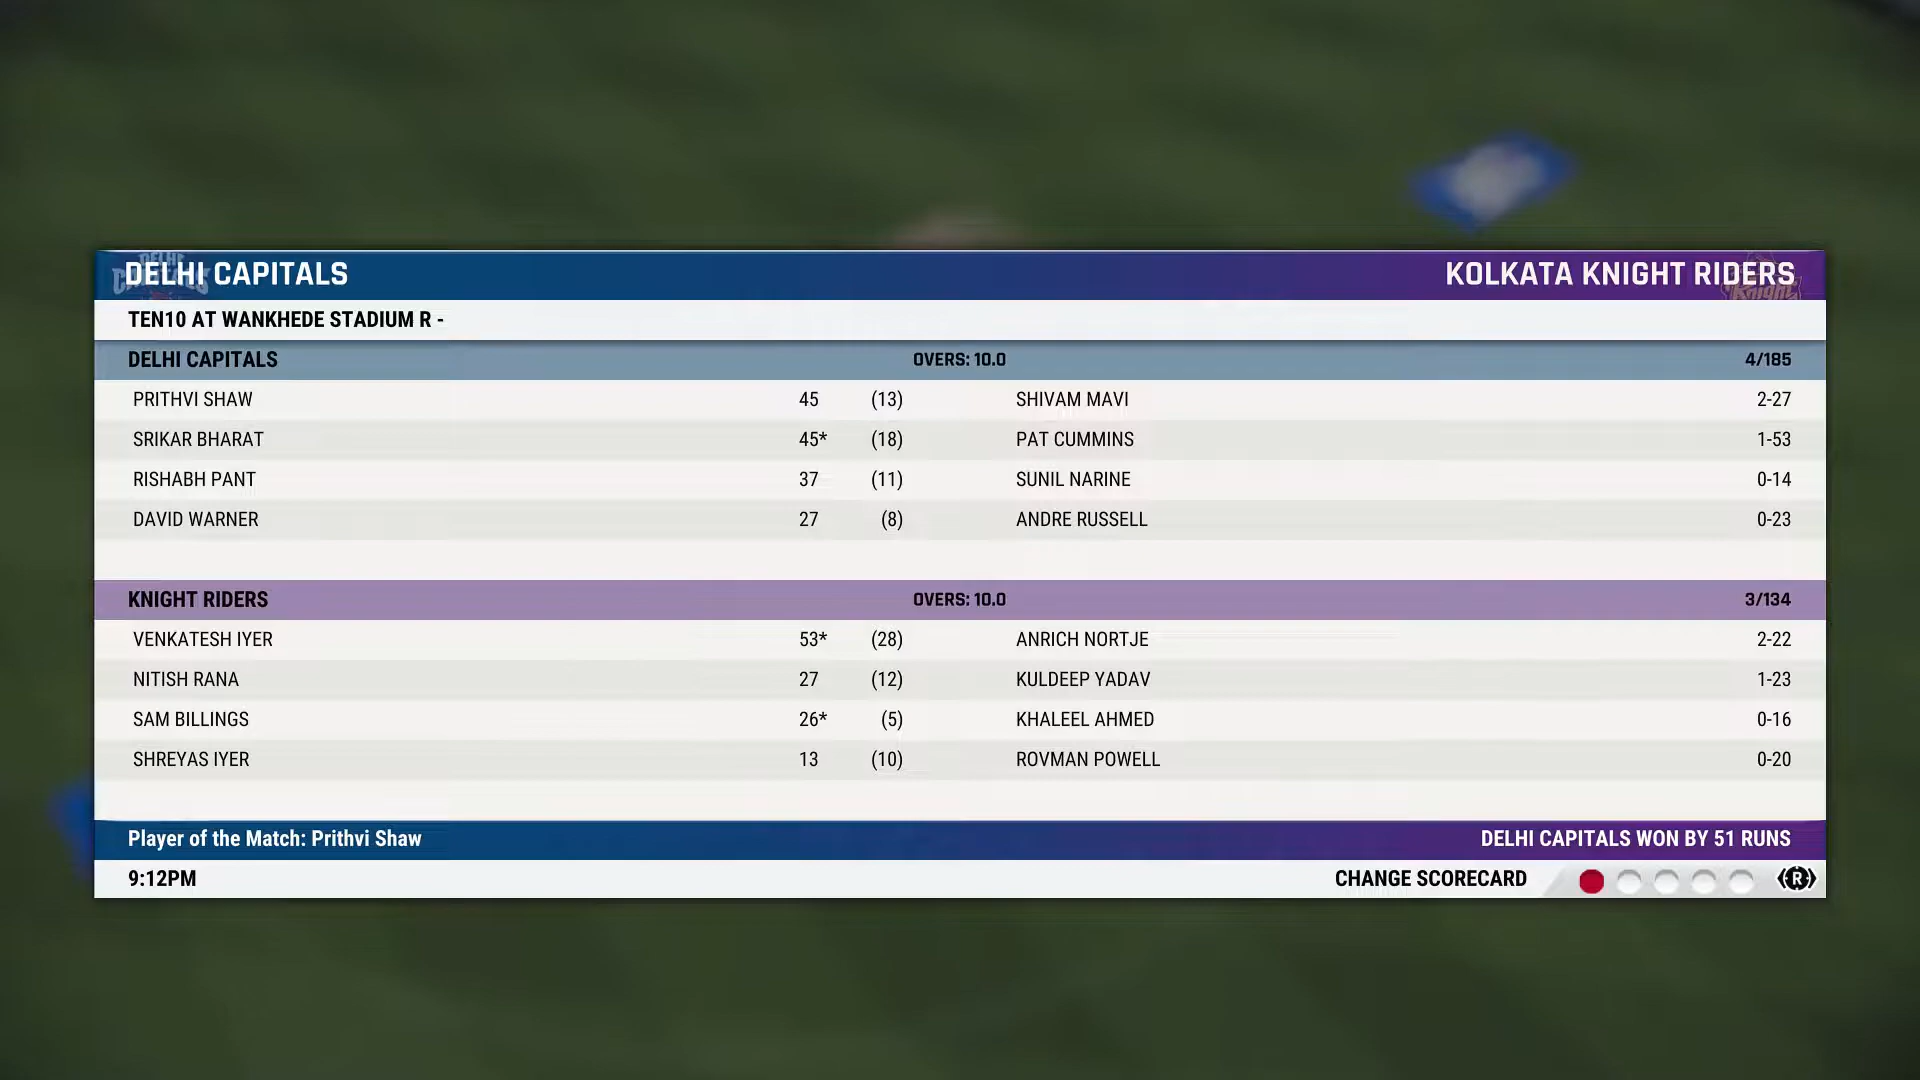 DELHI CAPITALS KOLKATA KNIGHT RIDERS
TEN10 AT WANKHEDE STADIUM R -
DELHI CAPITALS OVERS: 10.0 4/185
PRITHVI SHAW 45 (13) SHIVAM MAVI 2-27
SRIKAR BHARAT 45* (18) PAT CUMMINS 1-53
RISHABH PANT 37 (11) SUNIL NARINE 0-14
DAVID WARNER 27 (8) ANDRE RUSSELL 0-23
KNIGHT RIDERS OVERS: 10.0 3/134
VENKATESH IYER 53* (28) ANRICH NORTJE 2-22
NITISH RANA 27 (12) KULDEEP YADAV 1-23
SAM BILLINGS 26* (5) KHALEEL AHMED 0-16
SHREYAS IYER 13 (10) ROVMAN POWELL 0-20
Player of the Match: Prithvi Shaw DELHI CAPITALS WON BY 51 RUNS
9:12PM CHANGE SCORECARD R